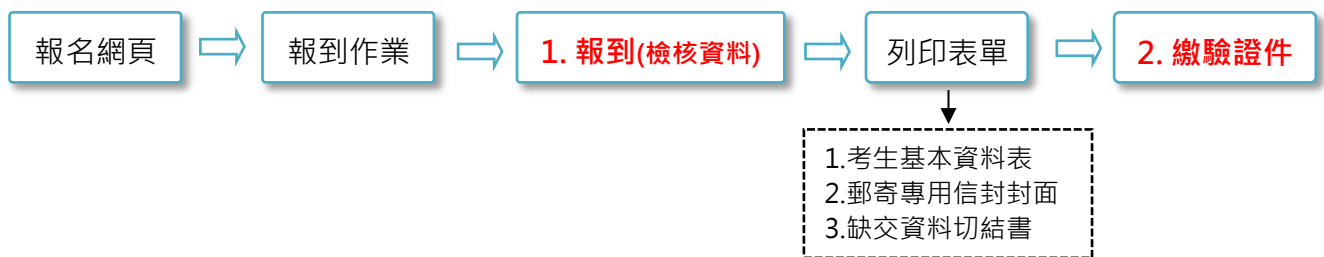 報名網頁
報到作業
1. 報到(檢核資料)
列印表單
2. 繳驗證件
1.考生基本資料表
2.郵寄專用信封封面
3.缺交資料切結書